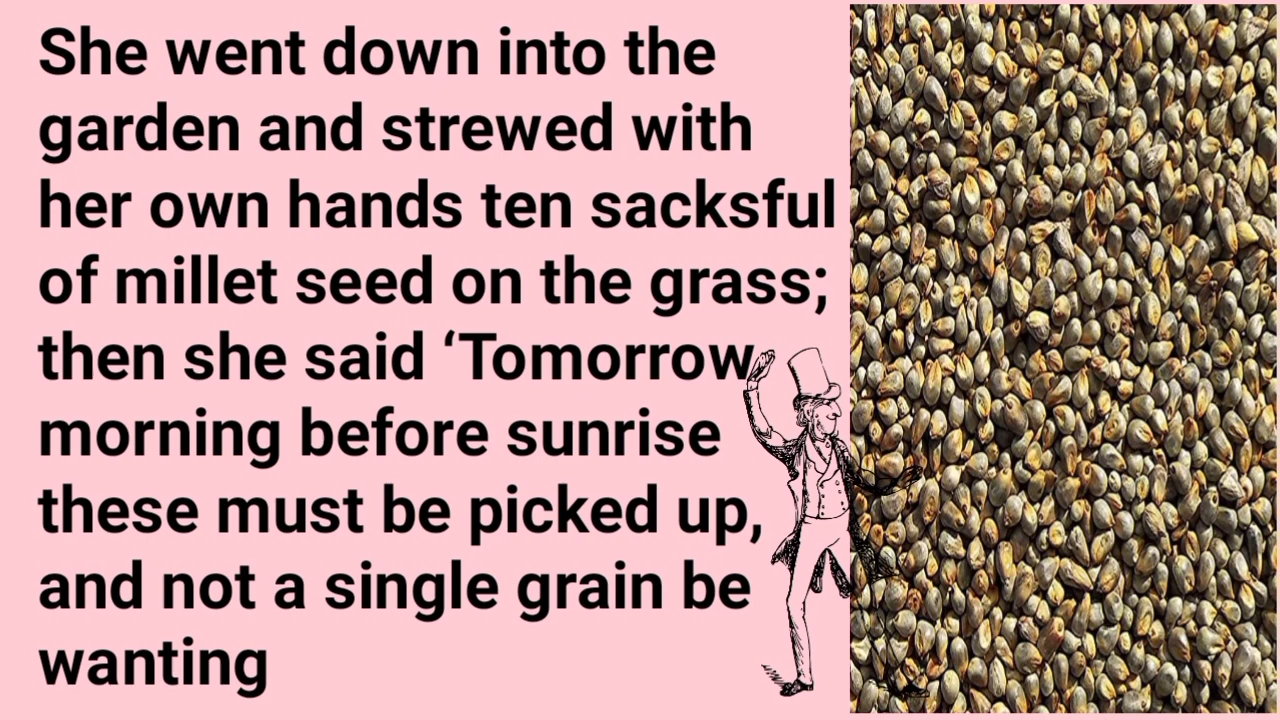 She went down into the
garden and strewed with
her own hands ten sacksful
of millet seed on the grass;
then she said ‘Tomorrow
morning before sunrise
these must be picked up,
and not a single grain be
wanting